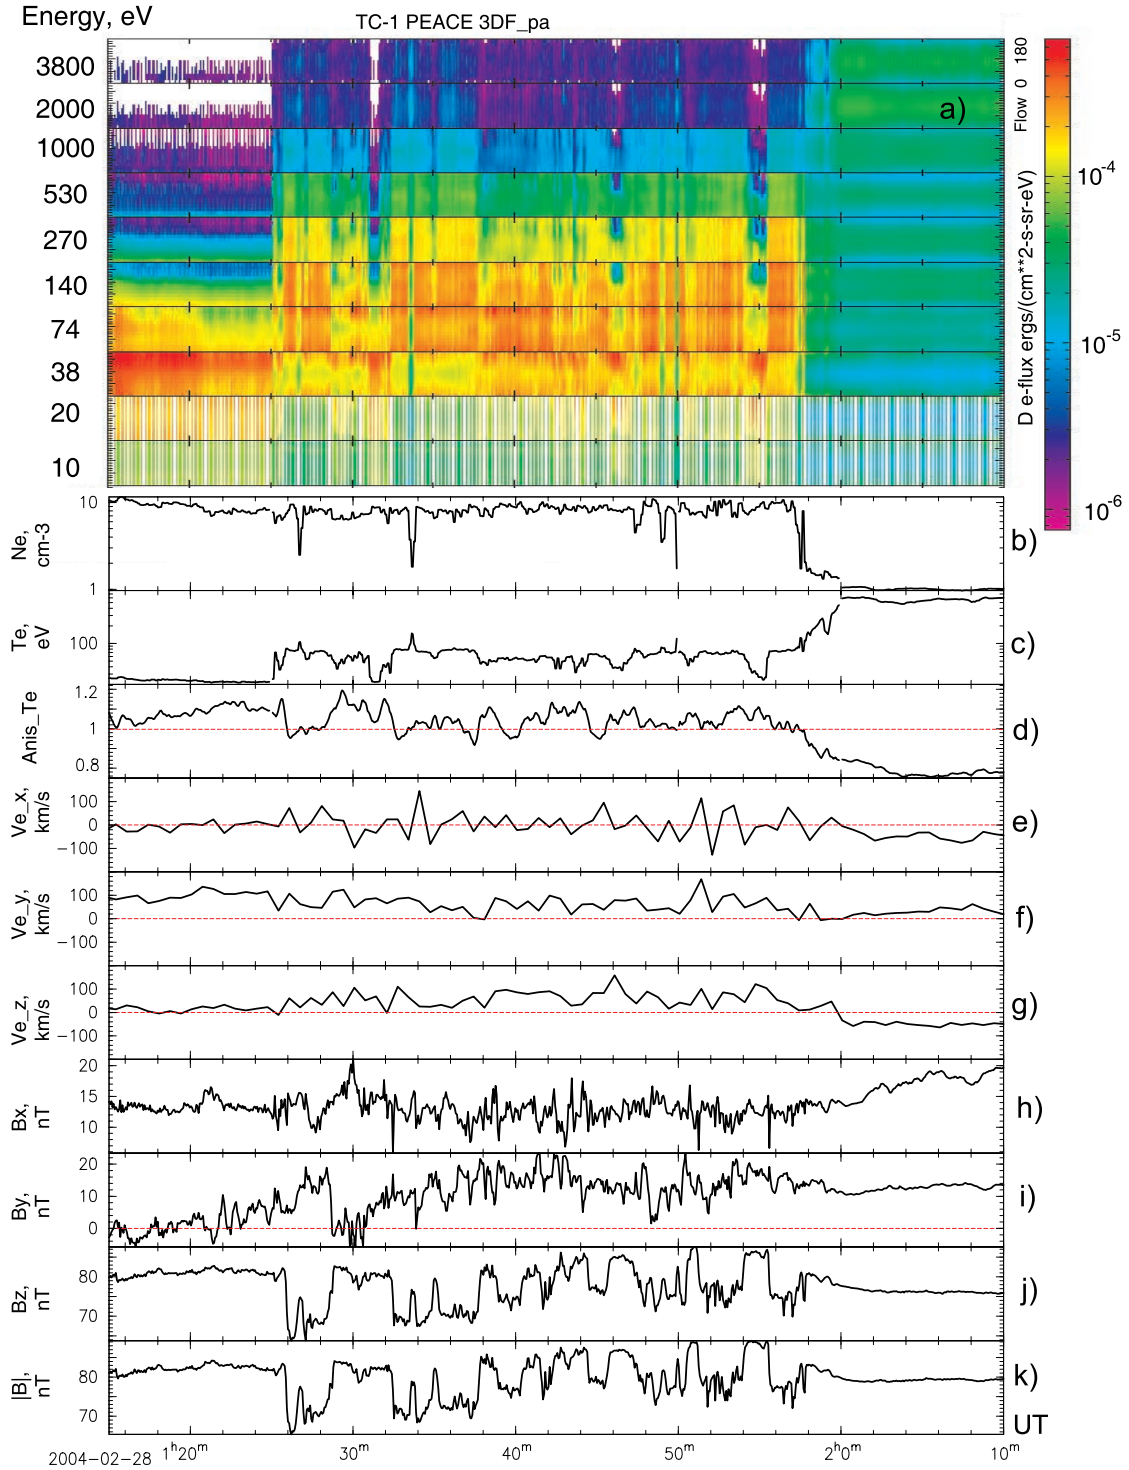 Energy, eV
TC-1 PEACE 3DF_pa
3800
2000
1000
530
270
140
74
38
20
10
a)
Flow 0 180
D e-flux ergs/(cm**2-s-sr-eV)
10-4
10-5
10-6
Ne, cm-3
10
1
b)
Te, eV
100
c)
Anis_Te
1.2
1
0.8
d)
Ve_x, km/s
100
0
-100
e)
Ve_y, km/s
100
0
-100
f)
Ve_z, km/s
100
0
-100
g)
Bx, nT
20
15
10
h)
By, nT
20
10
0
i)
Bz, nT
80
70
j)
|B|, nT
80
70
k)
UT
2004-02-28
1h20m
30m
40m
50m
2h0m
10m